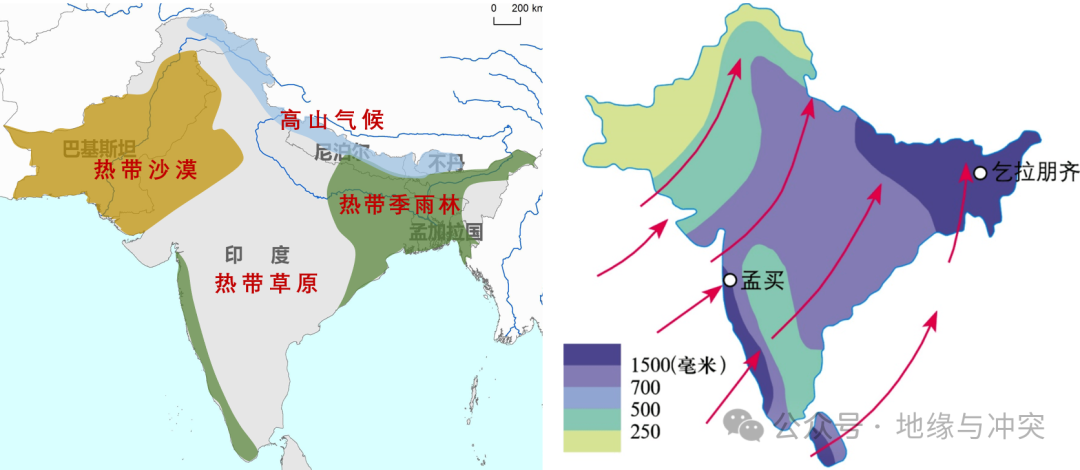 0 200 km
高山气候
巴基斯坦
热带沙漠
尼泊尔
不丹
热带季雨林
孟加拉国
印度
热带草原
乞拉朋齐
孟买
1500(毫米)
700
500
250
公众号·地缘与冲突